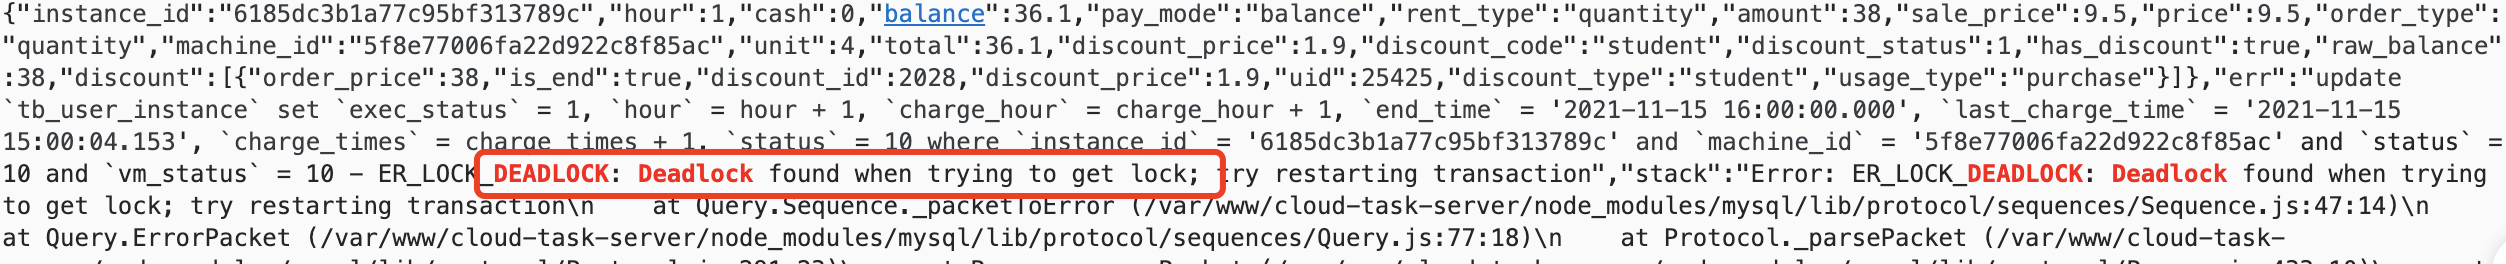 {"instance_id":"6185dc3b1a77c95bf313789c","hour":1,"cash":0,"balance":36.1,"pay_mode":"balance","rent_type":"quantity","amount":38,"sale_price":9.5,"price":9.5,"order_type":
"quantity","machine_id":"5f8e77006fa22d922c8f85ac","unit":4,"total":36.1,"discount_price":1.9,"discount_code":"student","discount_status":1,"has_discount":true,"raw_balance"
:38,"discount":[{"order_price":38,"is_end":true,"discount_id":2028,"discount_price":1.9,"uid":25425,"discount_type":"student","usage_type":"purchase"}]},"err":"update
`tb_user_instance` set `exec_status` = 1, `hour` = hour + 1, `charge_hour` = charge_hour + 1, `end_time` = '2021-11-15 16:00:00.000', `last_charge_time` = '2021-11-15
15:00:04.153', `charge_times` = charge_times + 1, `status` = 10 where `instance_id` = '6185dc3b1a77c95bf313789c' and `machine_id` = '5f8e77006fa22d922c8f85ac' and `status` =
10 and `vm_status` = 10 - ER_LOCK_DEADLOCK: Deadlock found when trying to get lock; try restarting transaction","stack":"Error: ER_LOCK_DEADLOCK: Deadlock found when trying
to get lock; try restarting transaction\n    at Query.Sequence._packetToError (/var/www/cloud-task-server/node_modules/mysql/lib/protocol/sequences/Sequence.js:47:14)\n
at Query.ErrorPacket (/var/www/cloud-task-server/node_modules/mysql/lib/protocol/sequences/Query.js:77:18)\n    at Protocol._parsePacket (/var/www/cloud-task-